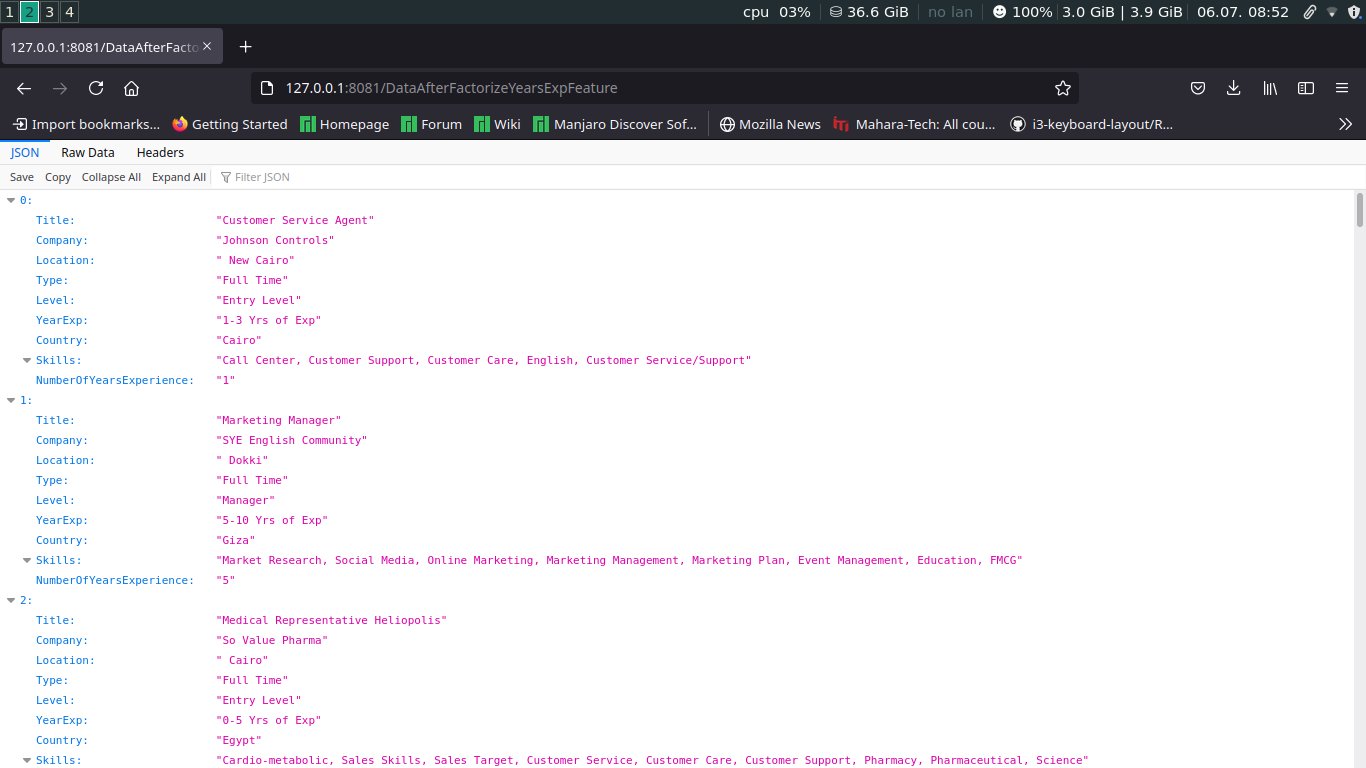 1 2 3 4 cpu 03% 36.6 GiB no lan 100% 3.0 GiB | 3.9 GiB 06.07. 08:52
127.0.0.1:8081/DataAfterFacto
127.0.0.1:8081/DataAfterFactorizeYearsExpFeature
Import bookmarks... Getting Started Homepage Forum Wiki Manjaro Discover Sof... Mozilla News Mahara-Tech: All cou... i3-keyboard-layout/R...
JSON Raw Data Headers
Save Copy Collapse All Expand All Filter JSON
0:
Title: "Customer Service Agent"
Company: "Johnson Controls"
Location: " New Cairo"
Type: "Full Time"
Level: "Entry Level"
YearExp: "1-3 Yrs of Exp"
Country: "Cairo"
Skills: "Call Center, Customer Support, Customer Care, English, Customer Service/Support"
NumberOfYearsExperience: "1"
1:
Title: "Marketing Manager"
Company: "SYE English Community"
Location: " Dokki"
Type: "Full Time"
Level: "Manager"
YearExp: "5-10 Yrs of Exp"
Country: "Giza"
Skills: "Market Research, Social Media, Online Marketing, Marketing Management, Marketing Plan, Event Management, Education, FMCG"
NumberOfYearsExperience: "5"
2:
Title: "Medical Representative Heliopolis"
Company: "So Value Pharma"
Location: " Cairo"
Type: "Full Time"
Level: "Entry Level"
YearExp: "0-5 Yrs of Exp"
Country: "Egypt"
Skills: "Cardio-metabolic, Sales Skills, Sales Target, Customer Service, Customer Care, Customer Support, Pharmacy, Pharmaceutical, Science"